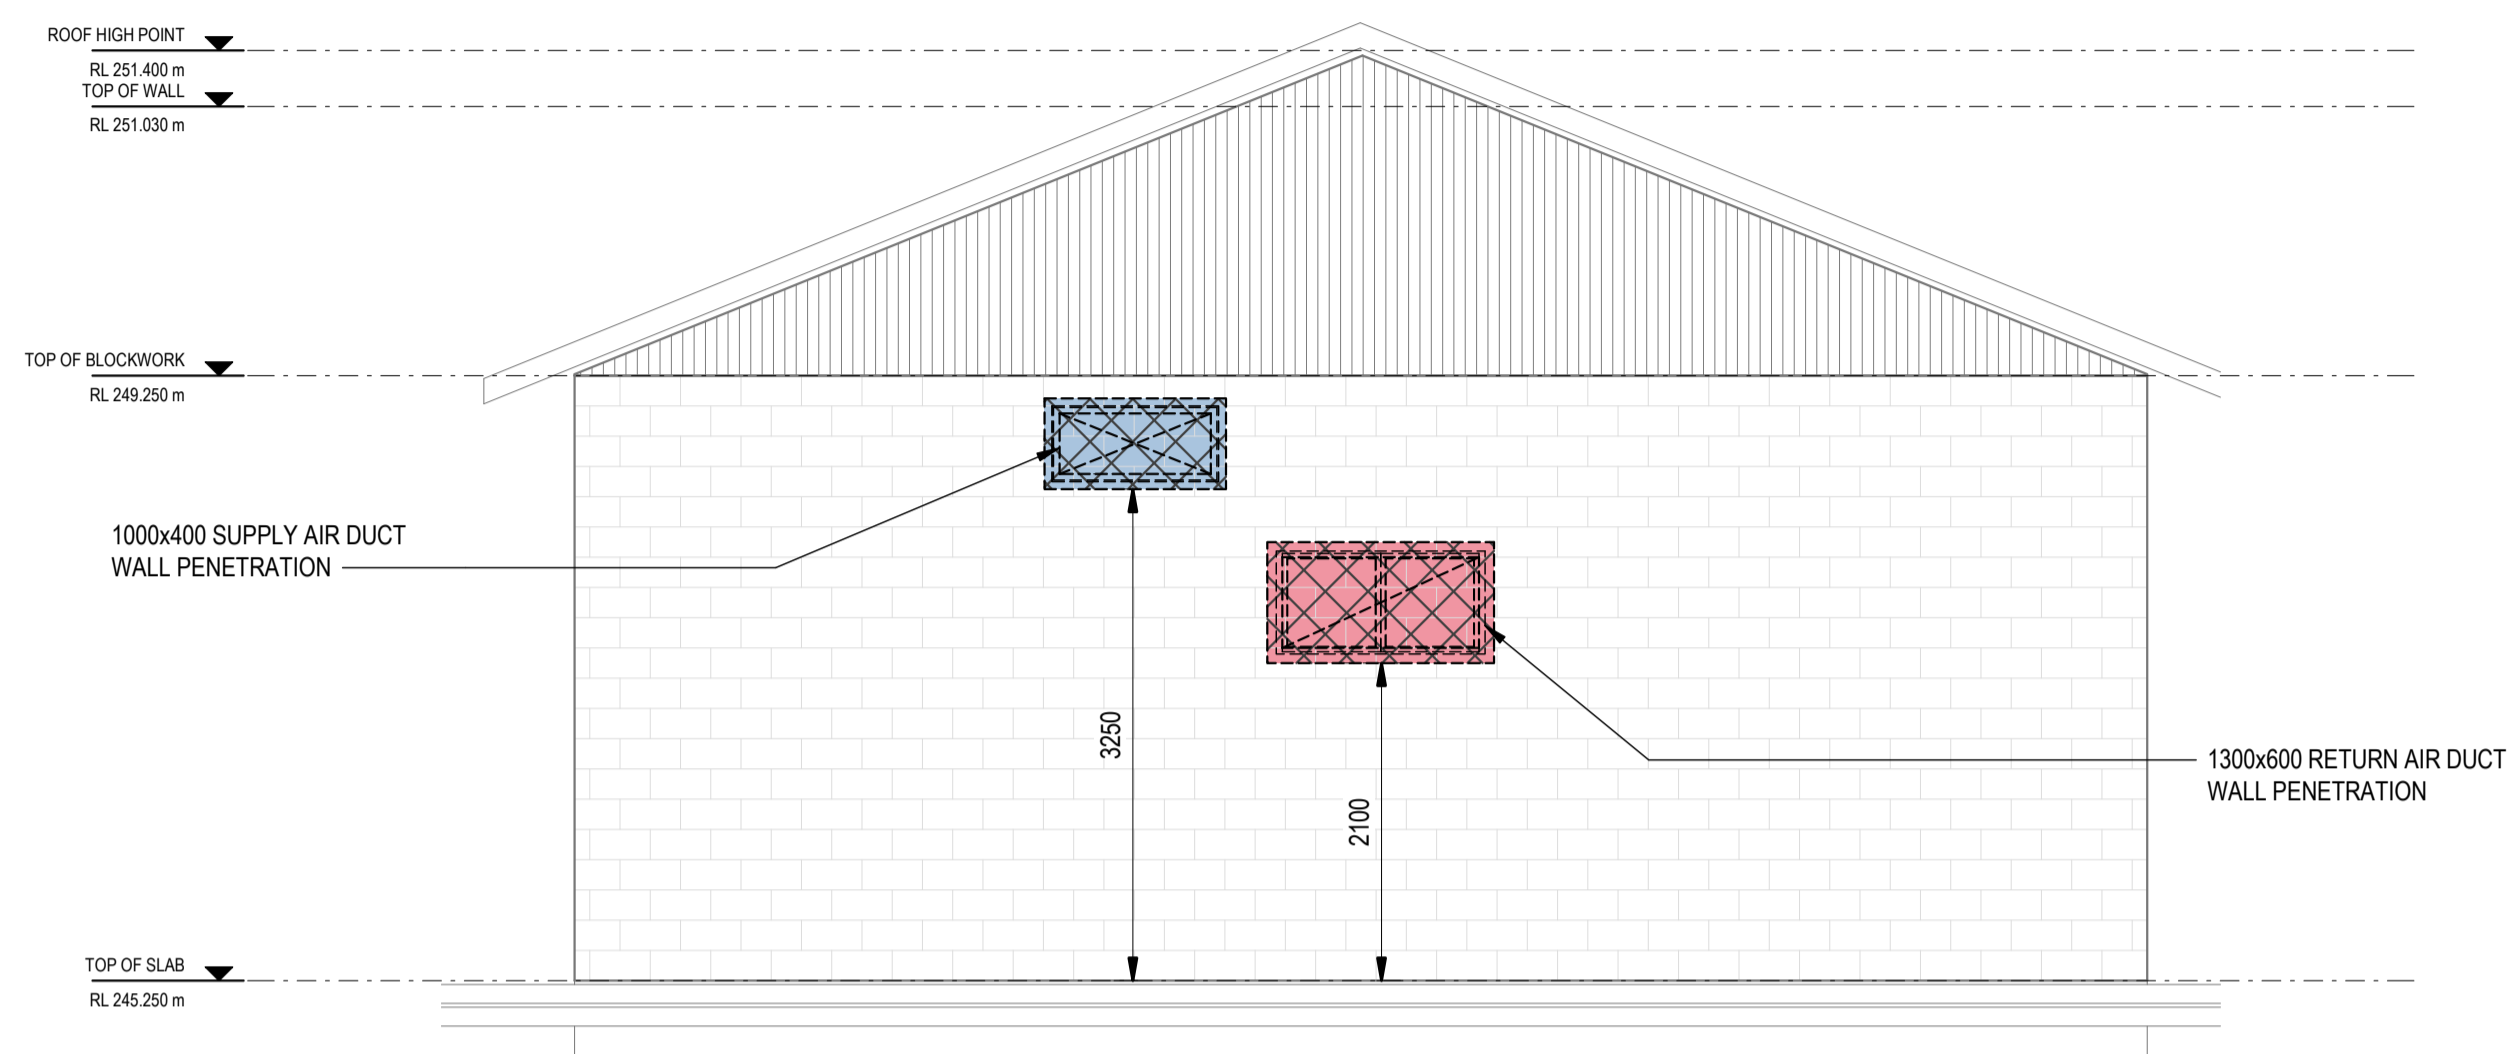 ROOF HIGH POINT
RL 251.400 m
TOP OF WALL
RL 251.030 m
TOP OF BLOCKWORK
RL 249.250 m
1000x400 SUPPLY AIR DUCT
WALL PENETRATION
3250
2100
1300x600 RETURN AIR DUCT
WALL PENETRATION
TOP OF SLAB
RL 245.250 m